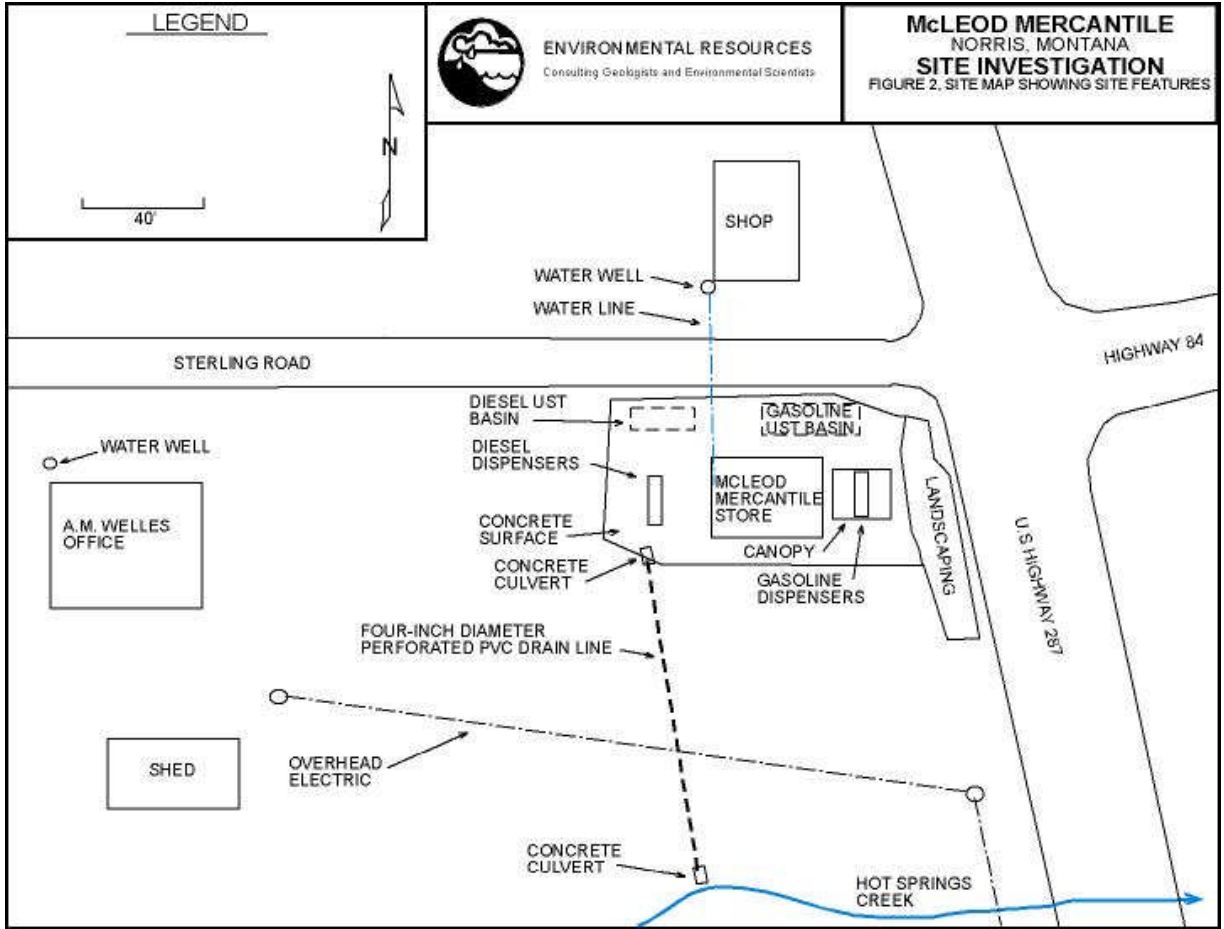 LEGEND
N
40'
ENVIRONMENTAL RESOURCES
Consulting Geologists and Environmental Scientists
McLEOD MERCANTILE
NORRIS, MONTANA
SITE INVESTIGATION
FIGURE 2, SITE MAP SHOWING SITE FEATURES
SHOP
WATER WELL
WATER LINE
STERLING ROAD
HIGHWAY 84
DIESEL UST
BASIN
GASOLINE
UST BASIN
WATER WELL
DIESEL
DISPENSERS
MCLEOD
MERCANTILE
STORE
LANDSCAPING
A.M. WELLES
OFFICE
CONCRETE
SURFACE
CANOPY
CONCRETE
CULVERT
GASOLINE
DISPENSERS
U.S HIGHWAY 287
FOUR-INCH DIAMETER
PERFORATED PVC DRAIN LINE
SHED
OVERHEAD
ELECTRIC
CONCRETE
CULVERT
HOT SPRINGS
CREEK